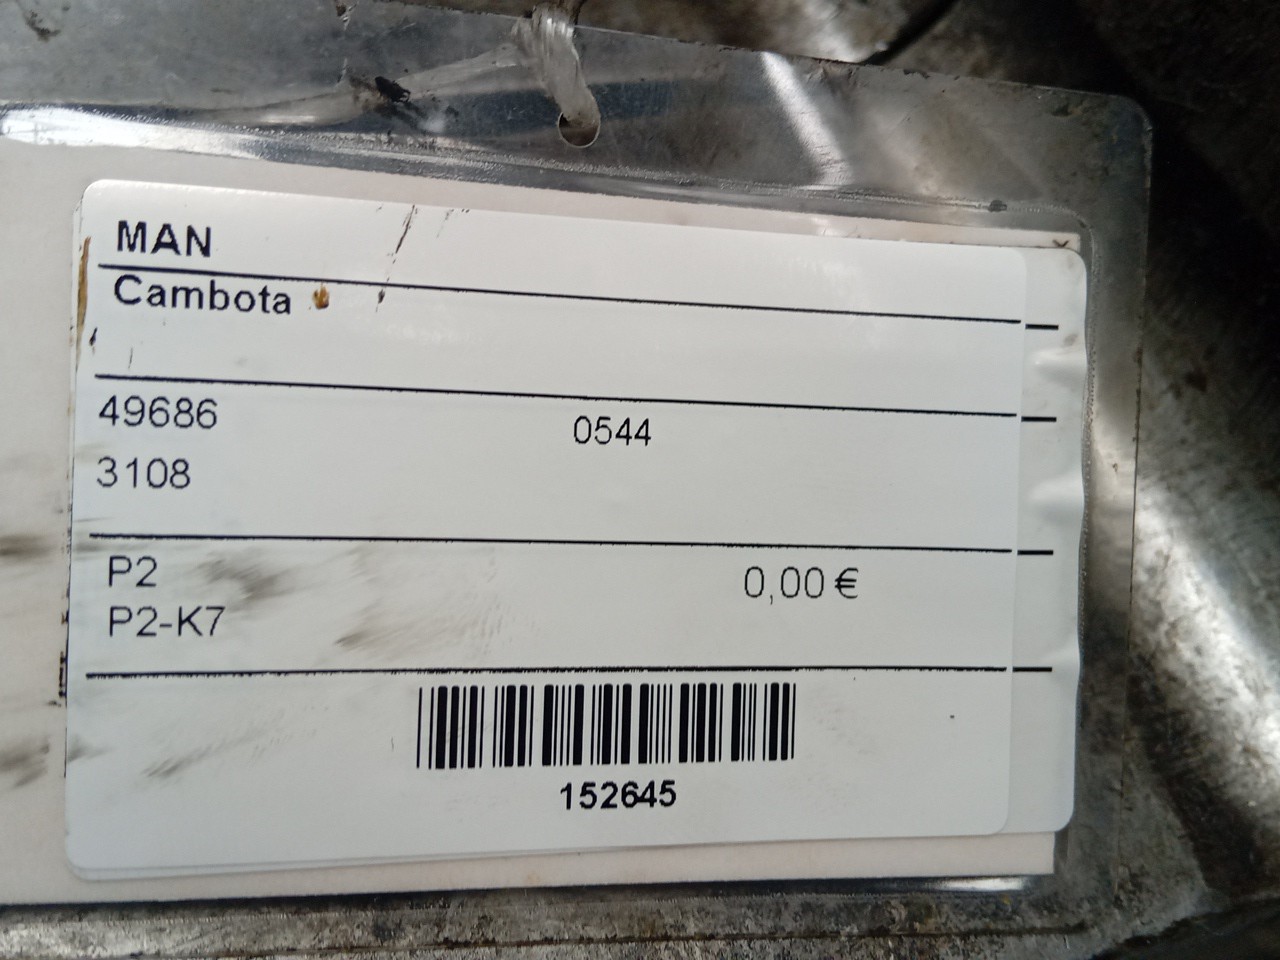 MAN
Cambota
49686 0544
3108
P2 0,00 €
P2-K7
152645